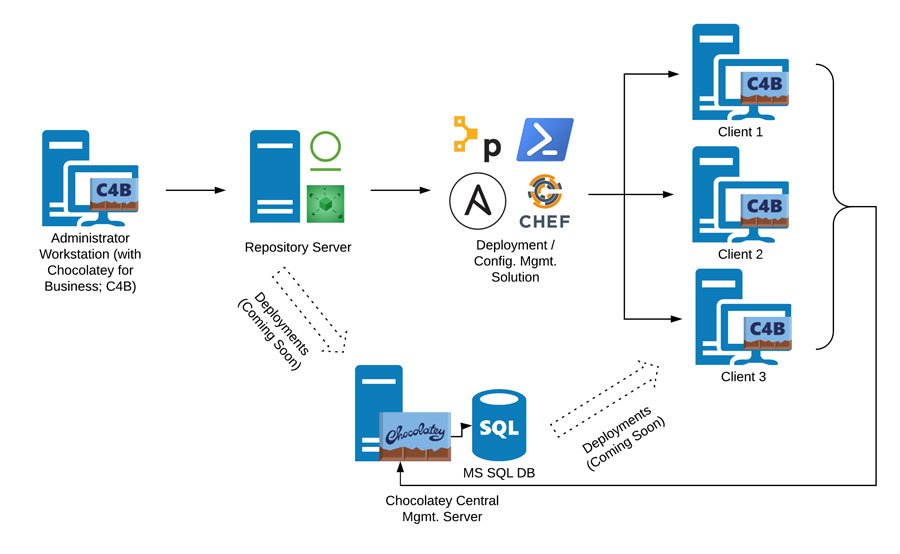 C4B
Administrator
Workstation (with
Chocolatey for
Business; C4B)
Repository Server
p
CHEF
Deployment /
Config. Mgmt.
Solution
C4B
Client 1
C4B
Client 2
C4B
Client 3
Deployments
(Coming Soon)
Chocolatey
SQL
MS SQL DB
Chocolatey Central
Mgmt. Server
Deployments
(Coming Soon)